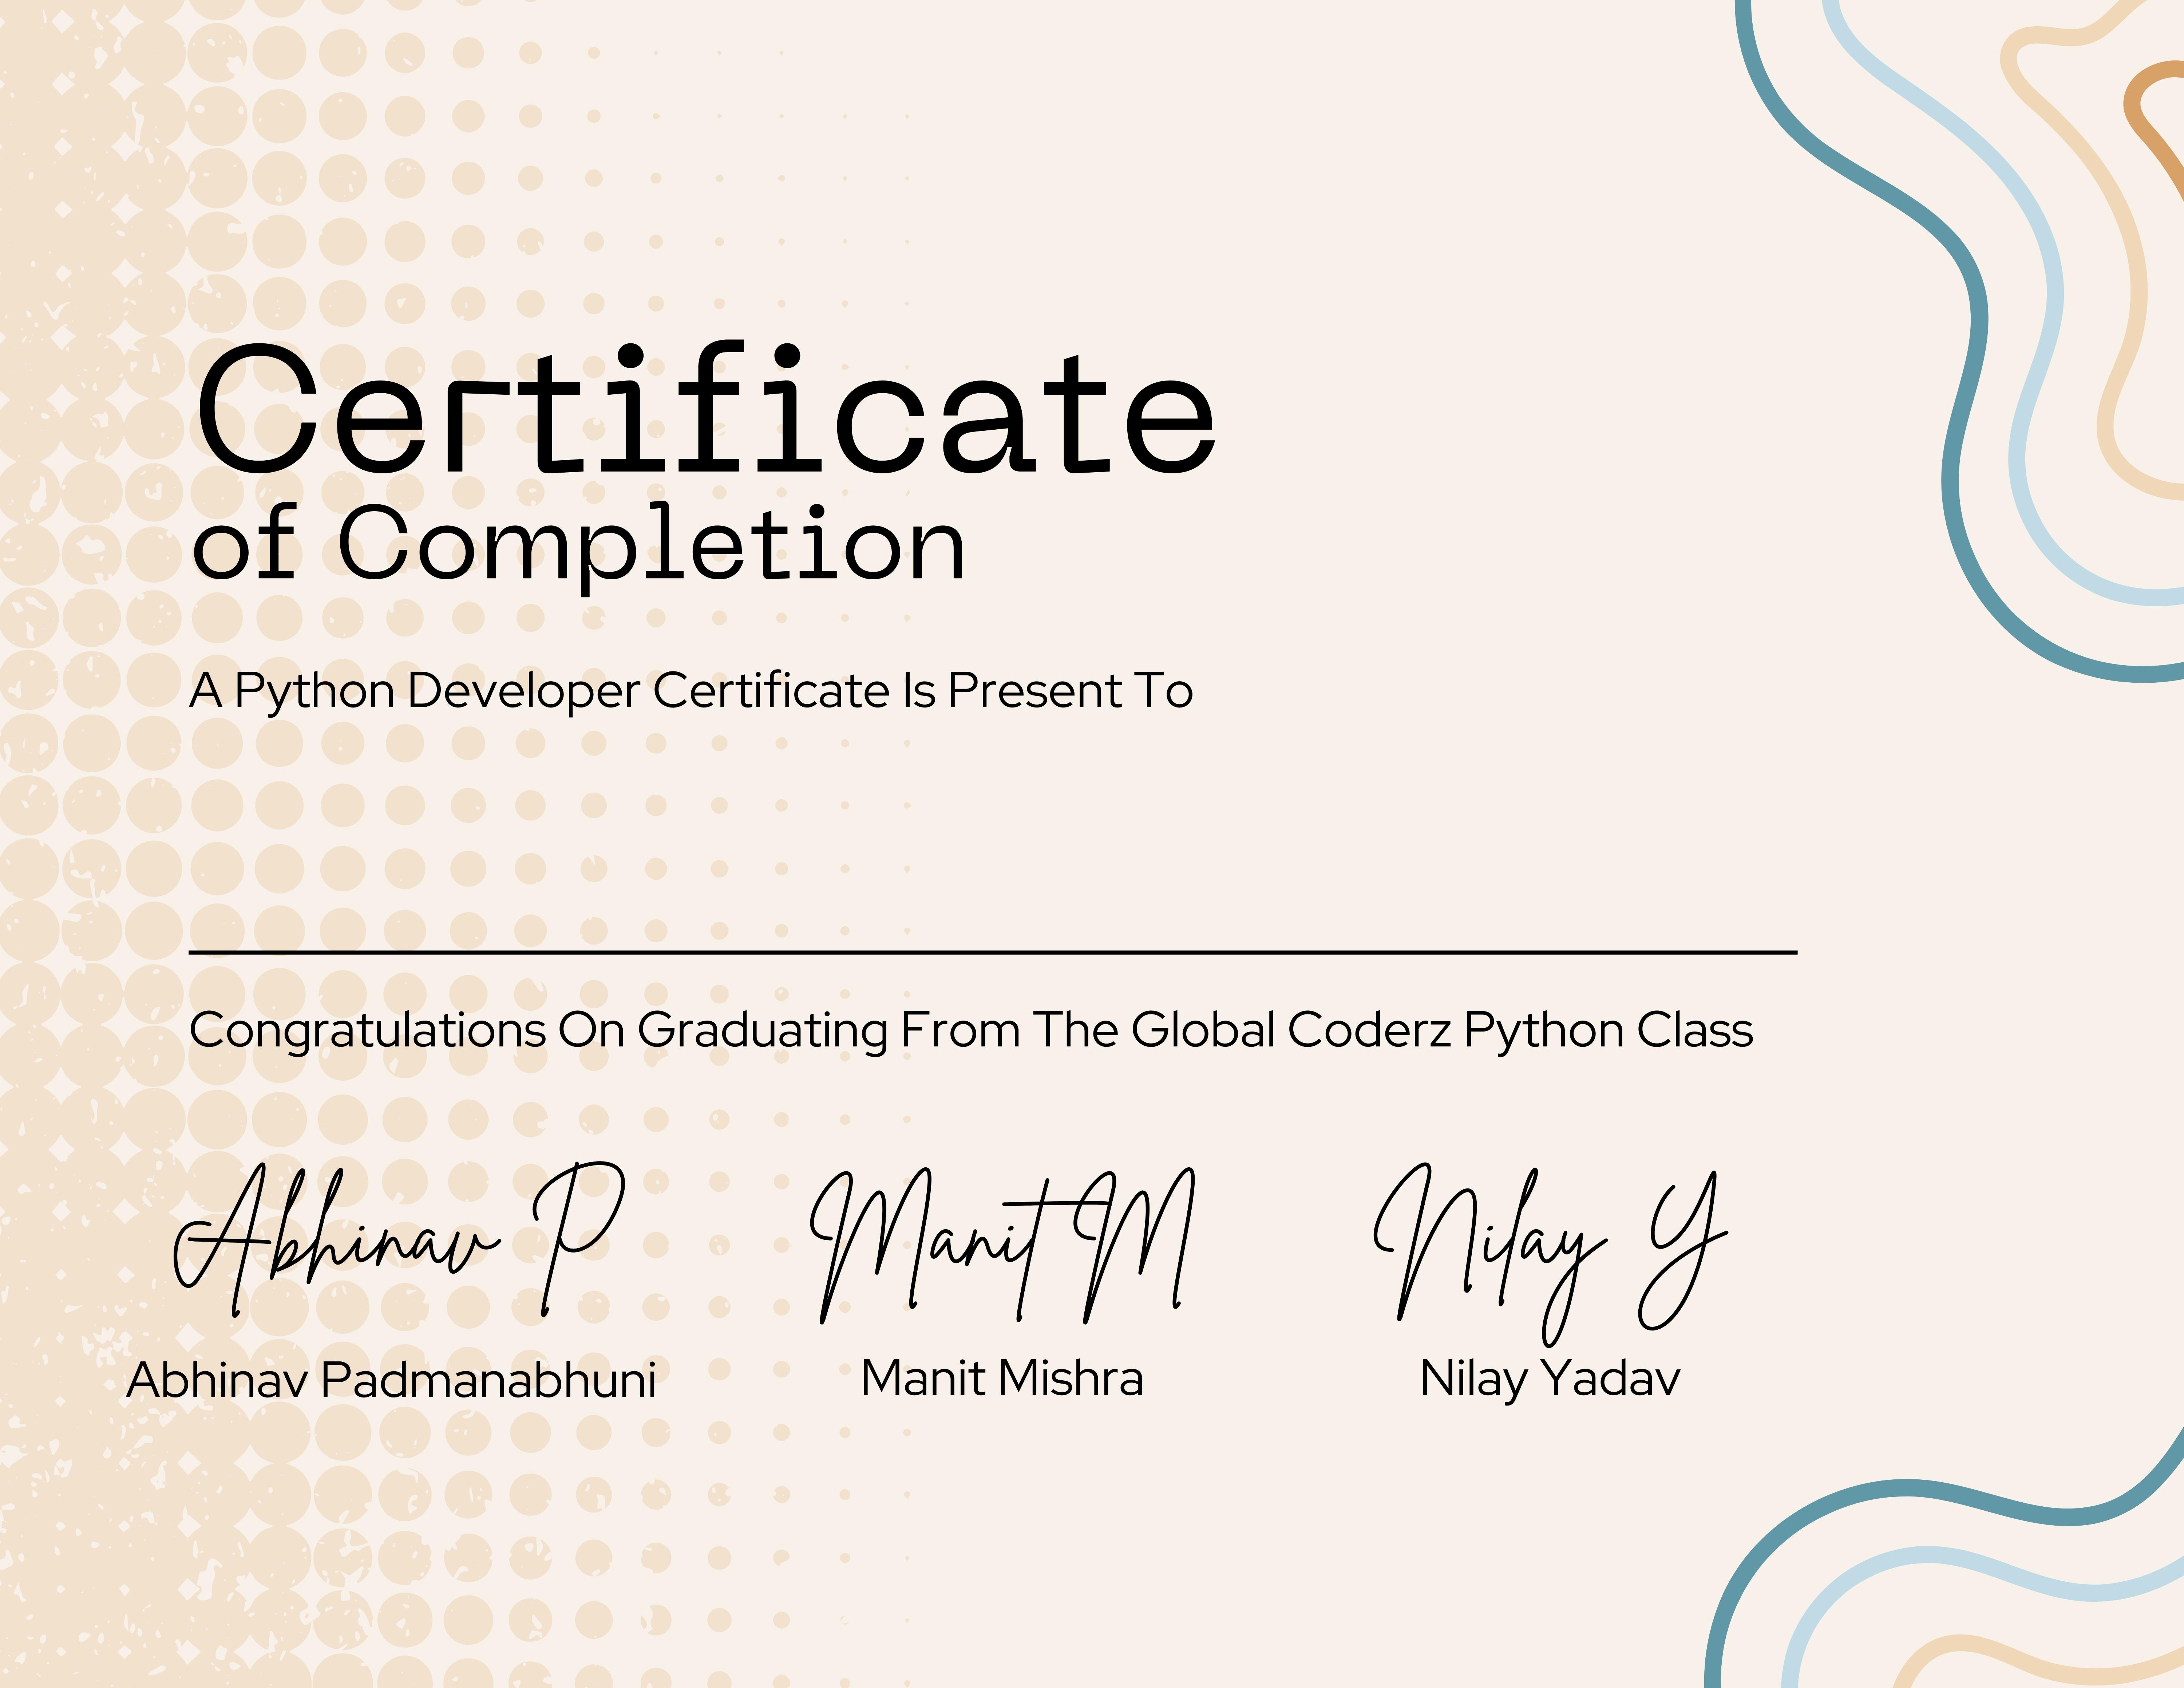 Certificate
of Completion
A Python Developer Certificate Is Present To
Congratulations On Graduating From The Global Coderz Python Class
Abhinav P
Manit M
Nilay Y
Abhinav Padmanabhuni
Manit Mishra
Nilay Yadav